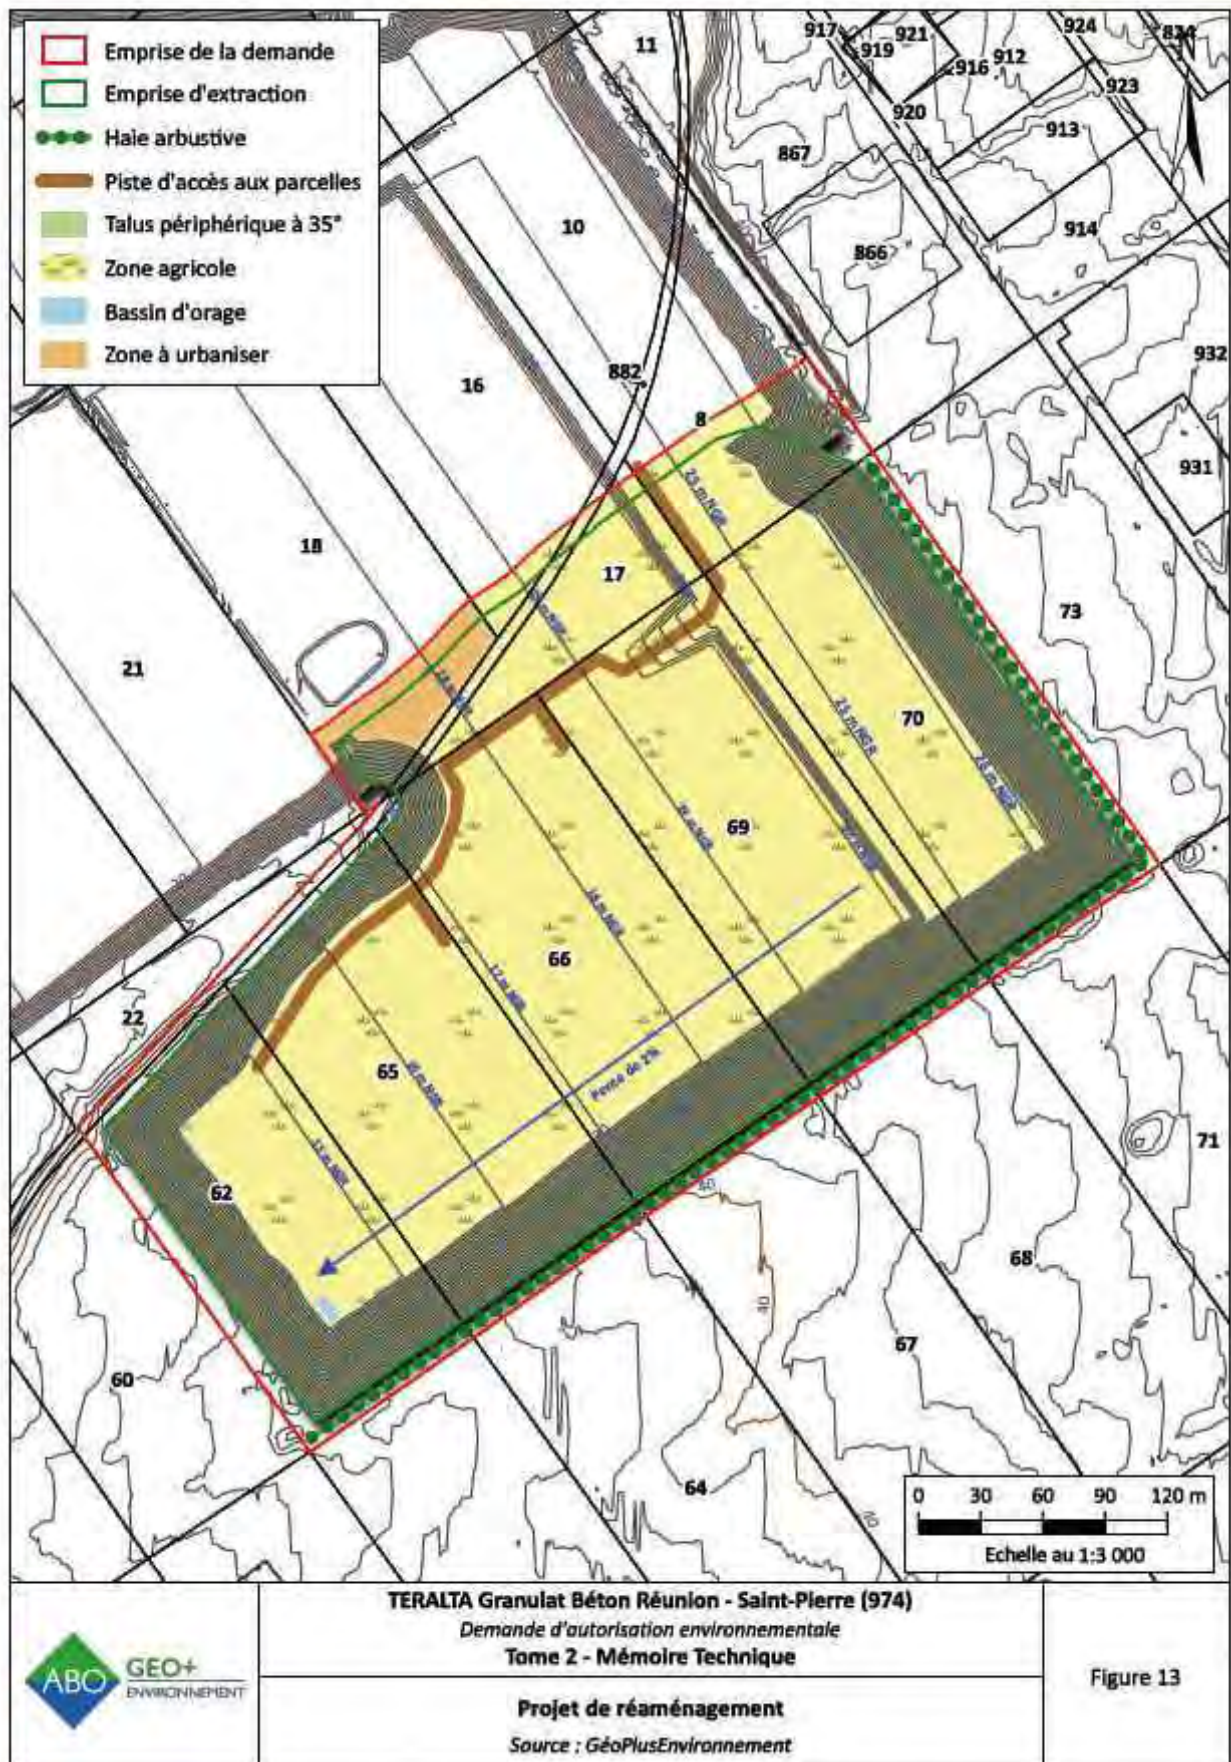 Emprise de la demande
Emprise d'extraction
Haie arbustive
Piste d'accès aux parcelles
Talus périphérique à 35°
Zone agricole
Bassin d'orage
Zone à urbaniser
11
917
919
921
916
912
924
923
920
913
867
10
866
914
932
16
882
8
931
18
17
73
21
70
69
66
22
65
71
62
Pente de 2%
40
68
40
67
60
64
40
0 30 60 90 120 m
Echelle au 1:3 000
TERALTA Granulat Béton Réunion - Saint-Pierre (974)
Demande d'autorisation environnementale
Tome 2 - Mémoire Technique
ABO GEO+
ENVIRONNEMENT
Figure 13
Projet de réaménagement
Source : GéoPlusEnvironnement